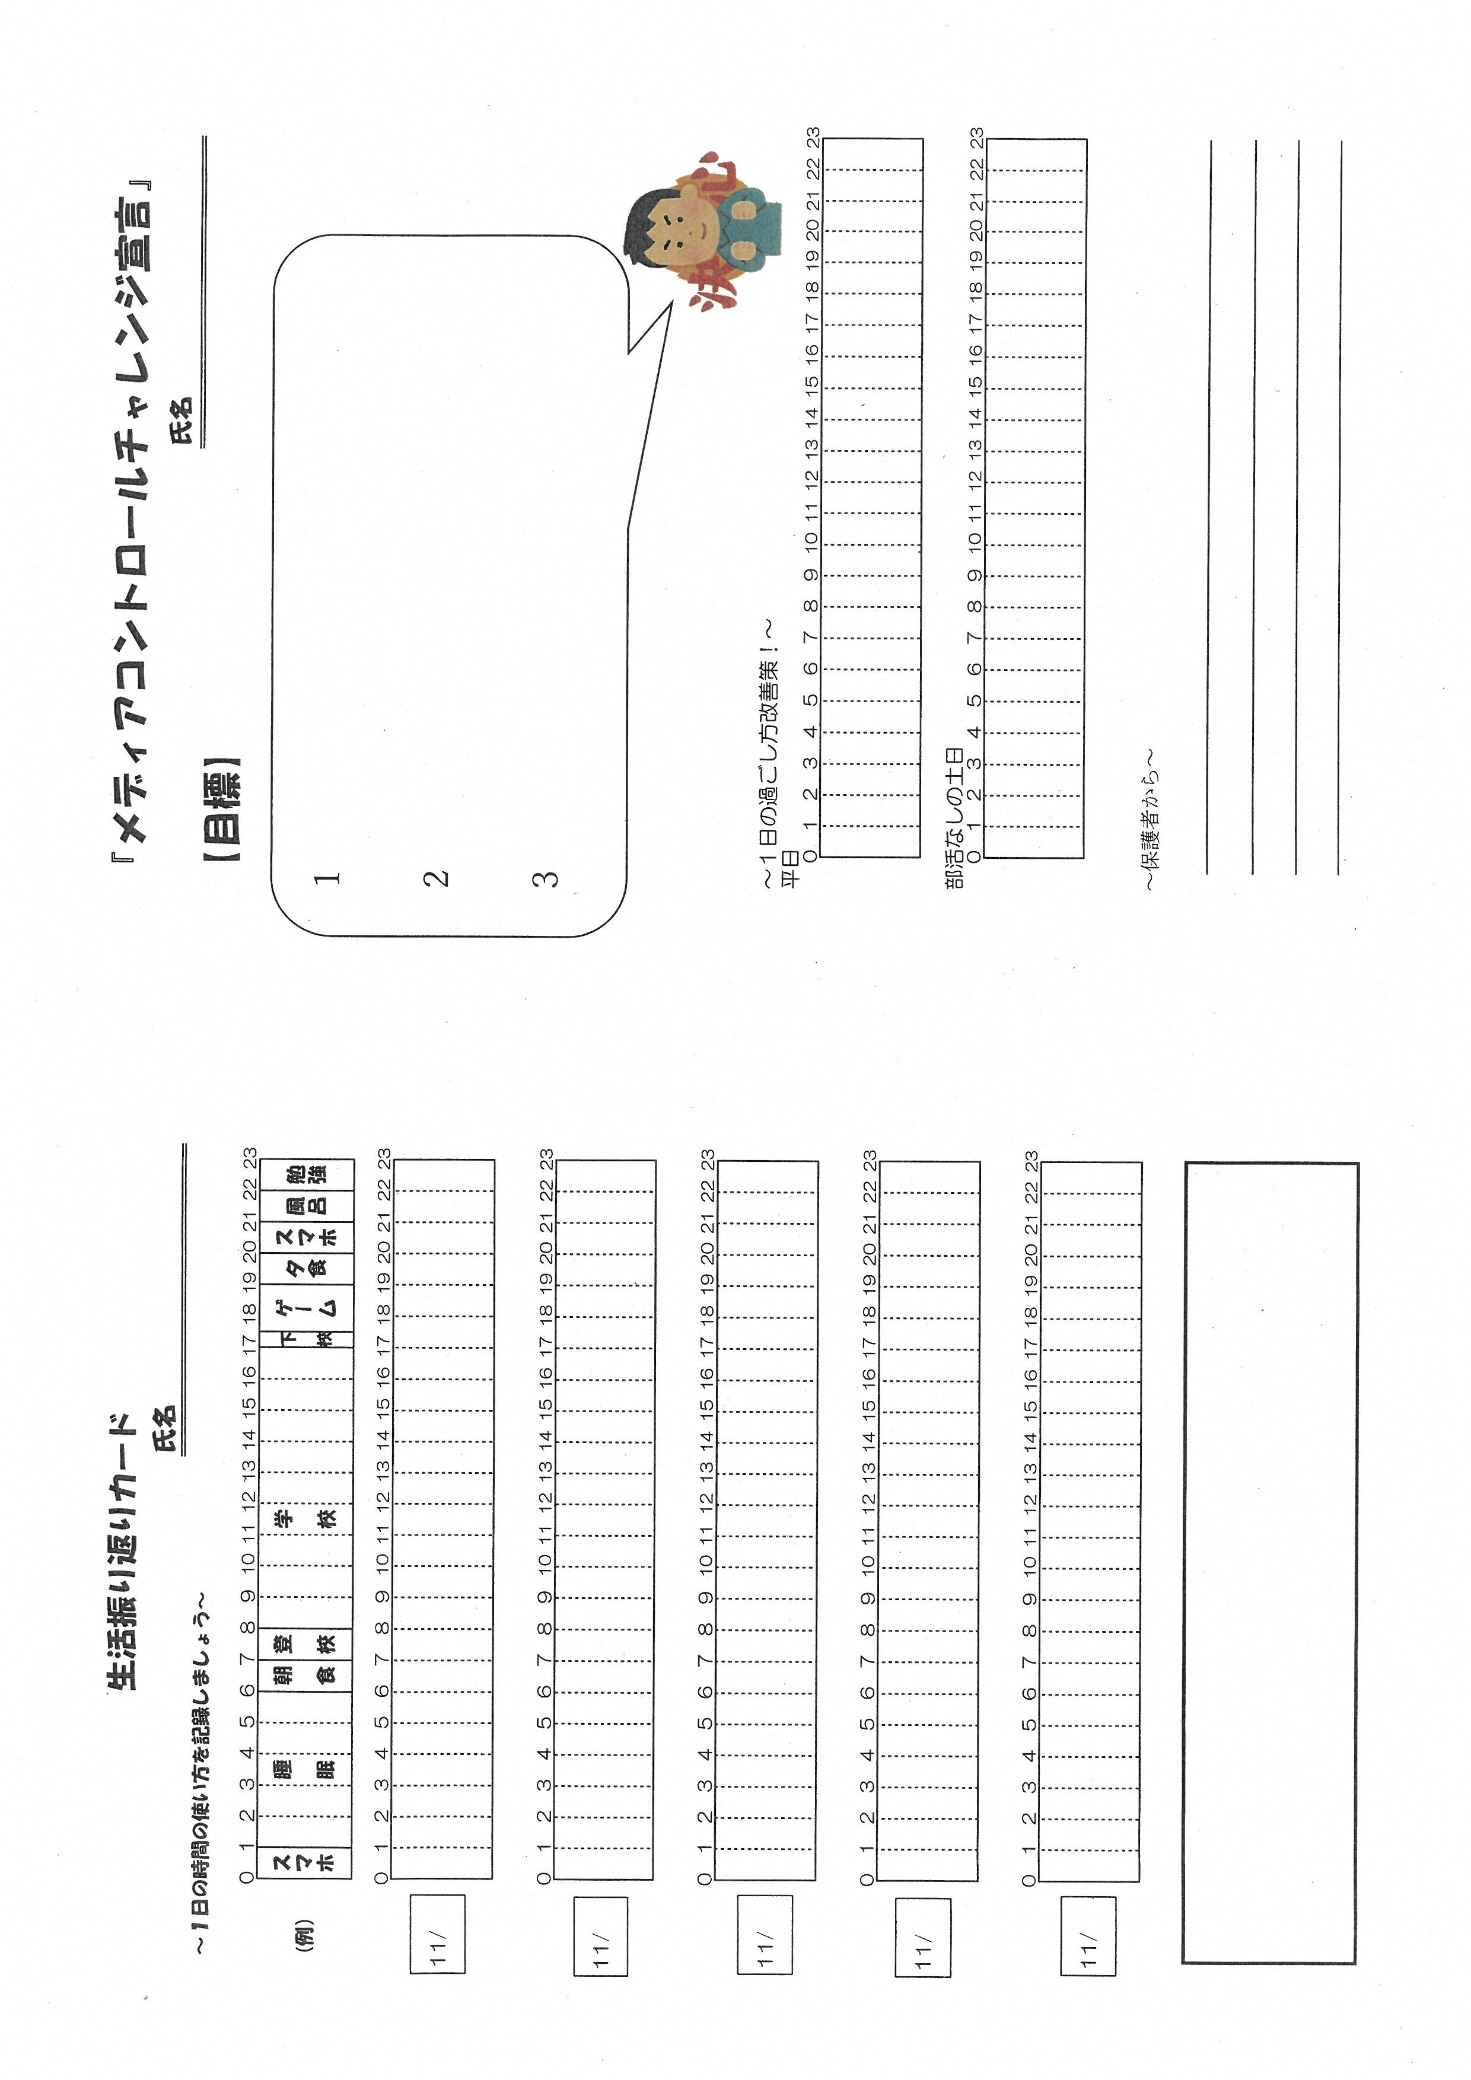 生活振り返りカード
氏名
～1日の時間の使い方を記録しましょう～
0 1 2 3 4 5 6 7 8 9 10 11 12 13 14 15 16 17 18 19 20 21 22 23
(例) スマホ 睡眠 朝食 登校 学校 下校 ゲーム 夕食 スマホ 風呂 勉強
0 1 2 3 4 5 6 7 8 9 10 11 12 13 14 15 16 17 18 19 20 21 22 23
11/
0 1 2 3 4 5 6 7 8 9 10 11 12 13 14 15 16 17 18 19 20 21 22 23
11/
0 1 2 3 4 5 6 7 8 9 10 11 12 13 14 15 16 17 18 19 20 21 22 23
11/
0 1 2 3 4 5 6 7 8 9 10 11 12 13 14 15 16 17 18 19 20 21 22 23
11/
0 1 2 3 4 5 6 7 8 9 10 11 12 13 14 15 16 17 18 19 20 21 22 23
11/
『メディアコントロールチャレンジ宣言』
氏名
【目標】
1
2
3
決心
～1日の過ごし方改善策！～
平日
0 1 2 3 4 5 6 7 8 9 10 11 12 13 14 15 16 17 18 19 20 21 22 23
部活なしの土日
0 1 2 3 4 5 6 7 8 9 10 11 12 13 14 15 16 17 18 19 20 21 22 23
～保護者から～